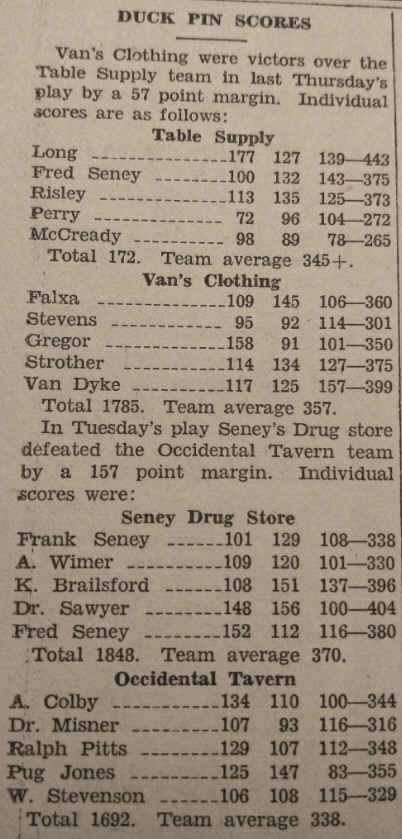 DUCK PIN SCORES
Van's Clothing were victors over the
Table Supply team in last Thursday's
play by a 57 point margin. Individual
scores are as follows:
Table Supply
Long ---------------177 127 139—443
Fred Seney --------100 132 143—375
Risley --------------113 135 125—373
Perry -------------- 72 96 104—272
McCready ---------- 98 89 78—265
Total 172. Team average 345+.
Van's Clothing
Falxa --------------109 145 106—360
Stevens ------------ 95 92 114—301
Gregor -------------158 91 101—350
Strother -----------114 134 127—375
Van Dyke ----------117 125 157—399
Total 1785. Team average 357.
In Tuesday's play Seney's Drug store
defeated the Occidental Tavern team
by a 157 point margin. Individual
scores were:
Seney Drug Store
Frank Seney ------101 129 108—338
A. Wimer ----------109 120 101—330
K. Brailsford -------108 151 137—396
Dr. Sawyer --------148 156 100—404
Fred Seney --------152 112 116—380
Total 1848. Team average 370.
Occidental Tavern
A. Colby ------------134 110 100—344
Dr. Misner ---------107 93 116—316
Ralph Pitts --------129 107 112—348
Pug Jones ---------125 147 83—355
W. Stevenson ------106 108 115—329
Total 1692. Team average 338.